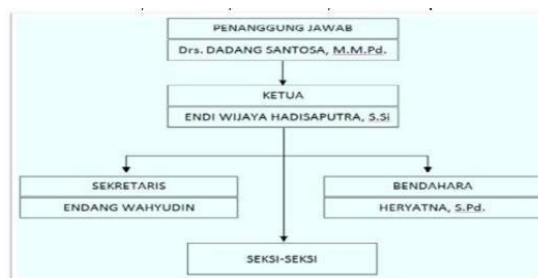 PENANGGUNG JAWAB
Drs. DADANG SANTOSA, M.M.Pd.
KETUA
ENDI WIJAYA HADISAPUTRA, S.Si
SEKRETARIS
ENDANG WAHYUDIN
BENDAHARA
HERYATNA, S.Pd.
SEKSI-SEKSI